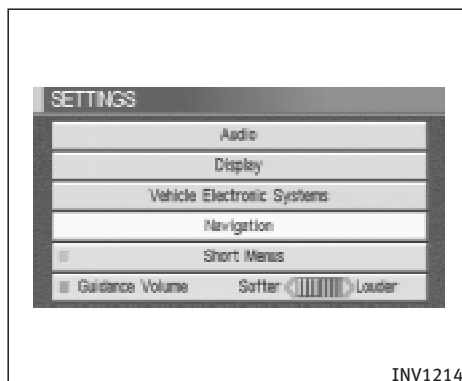 SETTINGS
Audio
Display
Vehicle Electronic Systems
Navigation
Short Menus
Guidance Volume Softer Louder
INV1214